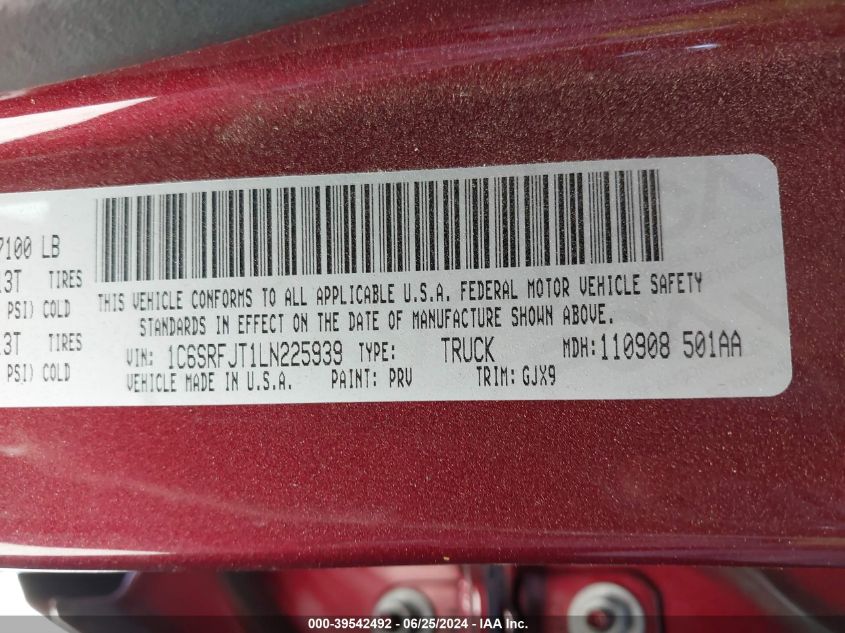 7100 LB
13T TIRES
PSI) COLD
13T TIRES
PSI) COLD
THIS VEHICLE CONFORMS TO ALL APPLICABLE U.S.A. FEDERAL MOTOR VEHICLE SAFETY
STANDARDS IN EFFECT ON THE DATE OF MANUFACTURE SHOWN ABOVE.
VIN: 1C6SRFJT1LN225939 TYPE: TRUCK MDH:110908 501AA
VEHICLE MADE IN U.S.A. PAINT: PRV TRIM: GJX9
000-39542492 - 06/25/2024 - IAA Inc.